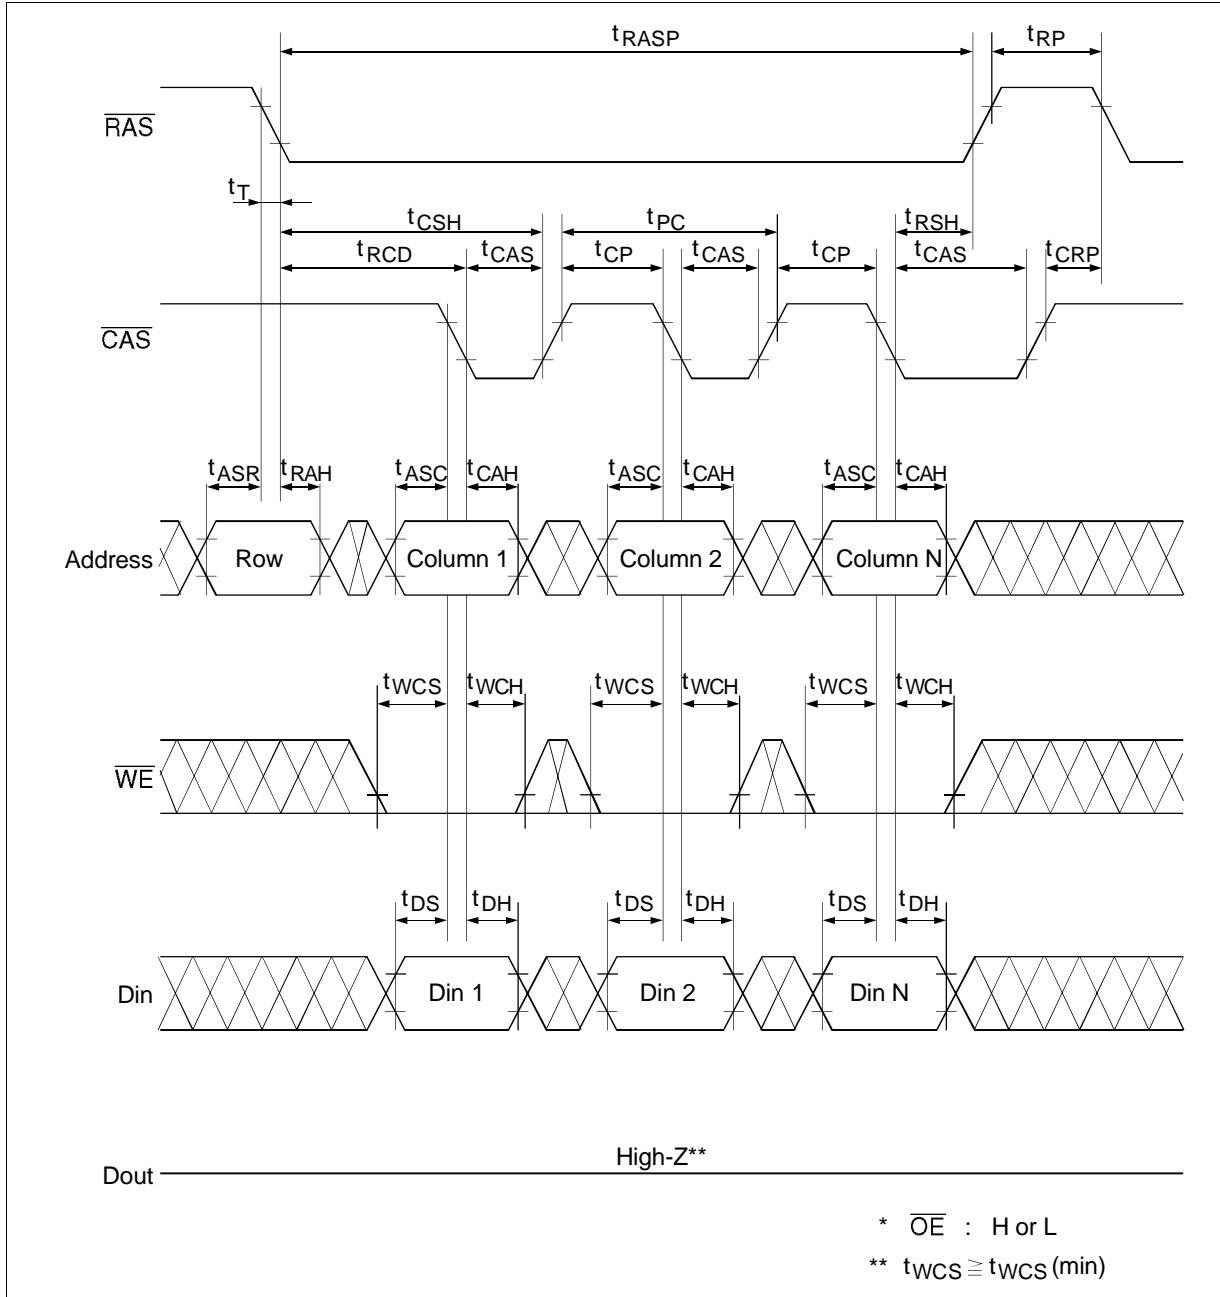 tRASP tRP
RAS
tT
tCSH tPC tRSH
tRCD tCAS tCP tCAS tCP tCAS tCRP
CAS
tASR tRAH tASC tCAH tASC tCAH tASC tCAH
Address Row Column 1 Column 2 Column N
tWCS tWCH tWCS tWCH tWCS tWCH
WE
tDS tDH tDS tDH tDS tDH
Din Din 1 Din 2 Din N
High-Z**
Dout
* OE : H or L
** tWCS ≧ tWCS (min)